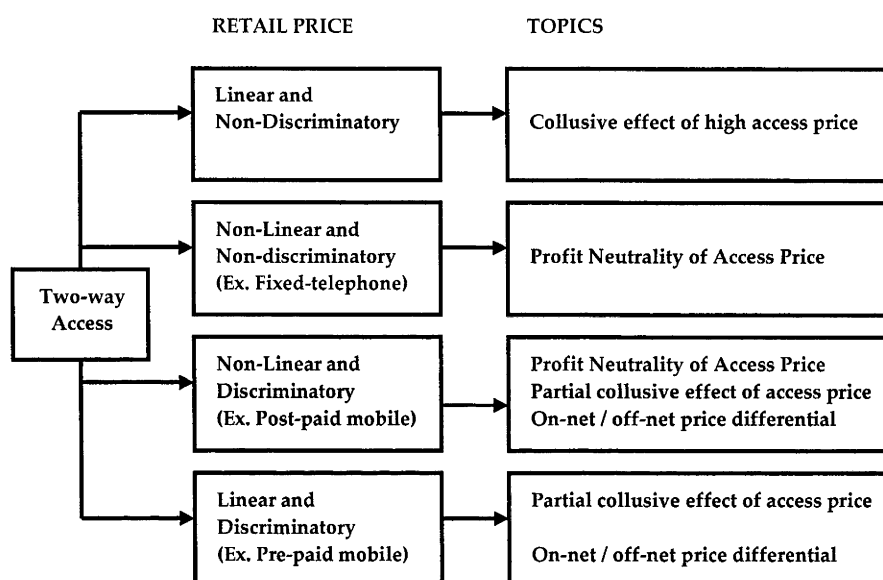 RETAIL PRICE
TOPICS
Linear and
Non-Discriminatory
Collusive effect of high access price
Non-Linear and
Non-discriminatory
(Ex. Fixed-telephone)
Profit Neutrality of Access Price
Two-way
Access
Non-Linear and
Discriminatory
(Ex. Post-paid mobile)
Profit Neutrality of Access Price
Partial collusive effect of access price
On-net / off-net price differential
Linear and
Discriminatory
(Ex. Pre-paid mobile)
Partial collusive effect of access price
On-net / off-net price differential